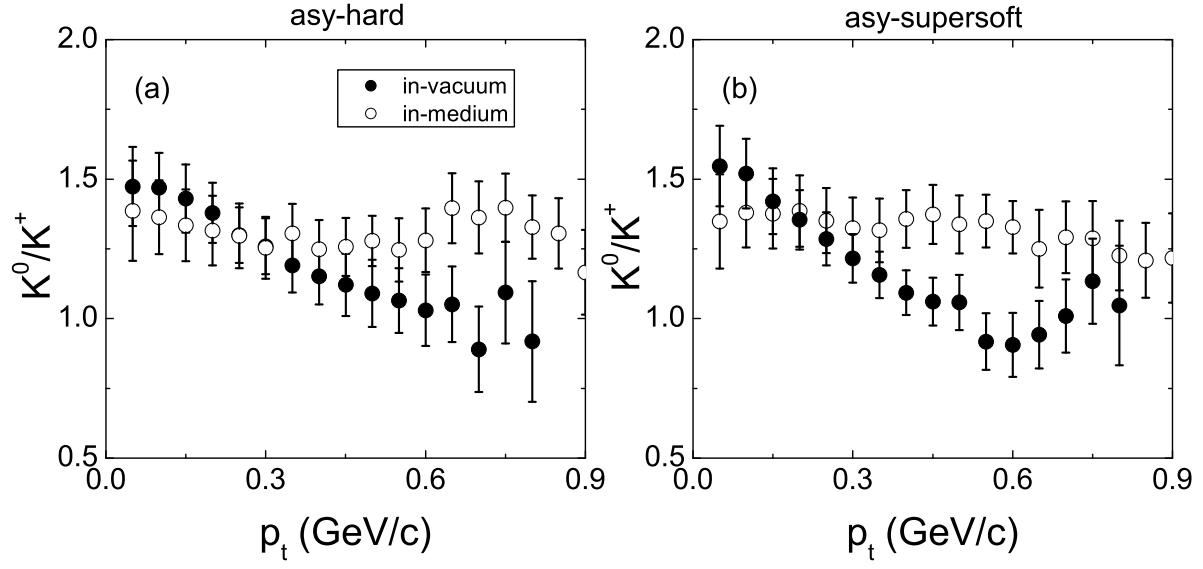 asy-hard
asy-supersoft
2.0
1.5
1.0
0.5
K⁰/K⁺
(a)
in-vacuum
in-medium
0.0 0.3 0.6 0.9
p_t (GeV/c)
2.0
1.5
1.0
0.5
K⁰/K⁺
(b)
0.0 0.3 0.6 0.9
p_t (GeV/c)